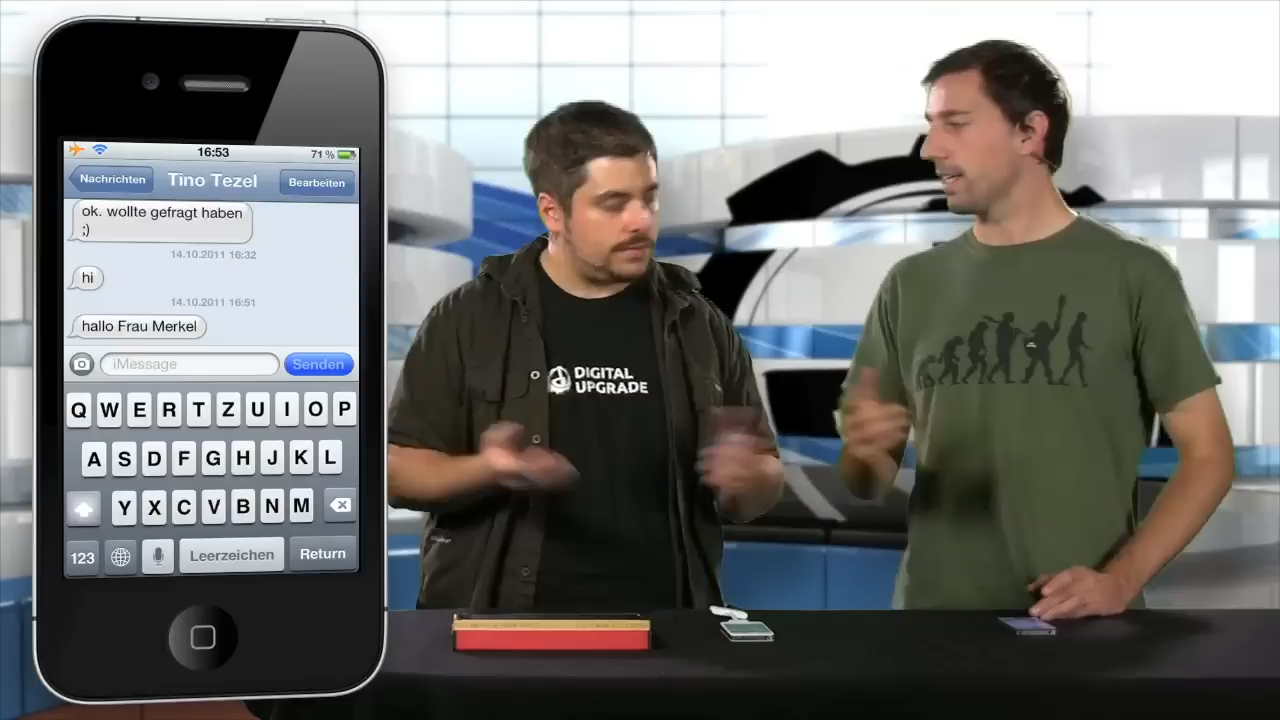 16:53
71 %
Nachrichten
Tino Tezel
Bearbeiten
ok. wollte gefragt haben
;)
14.10.2011 16:32
hi
14.10.2011 16:51
hallo Frau Merkel
iMessage
Senden
Q W E R T Z U I O P
A S D F G H J K L
Y X C V B N M
123
Leerzeichen
Return
DIGITAL
UPGRADE